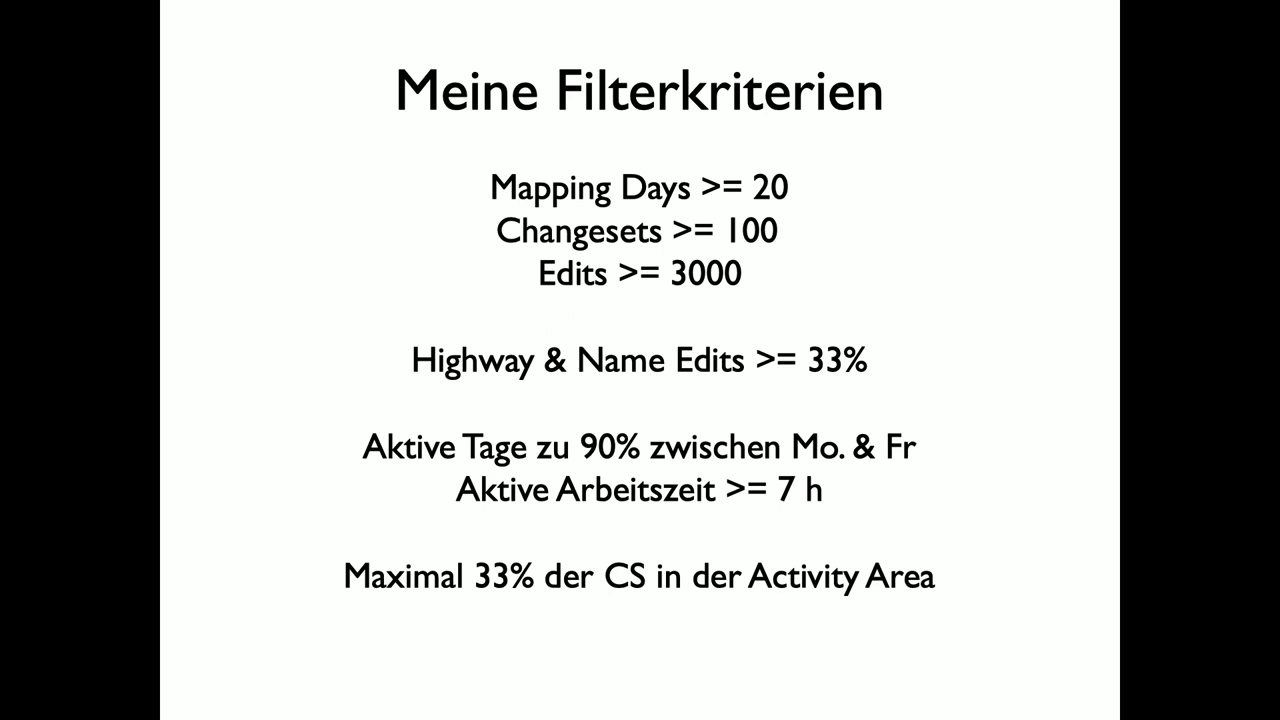 Meine Filterkriterien
Mapping Days >= 20
Changesets >= 100
Edits >= 3000
Highway & Name Edits >= 33%
Aktive Tage zu 90% zwischen Mo. & Fr
Aktive Arbeitszeit >= 7 h
Maximal 33% der CS in der Activity Area